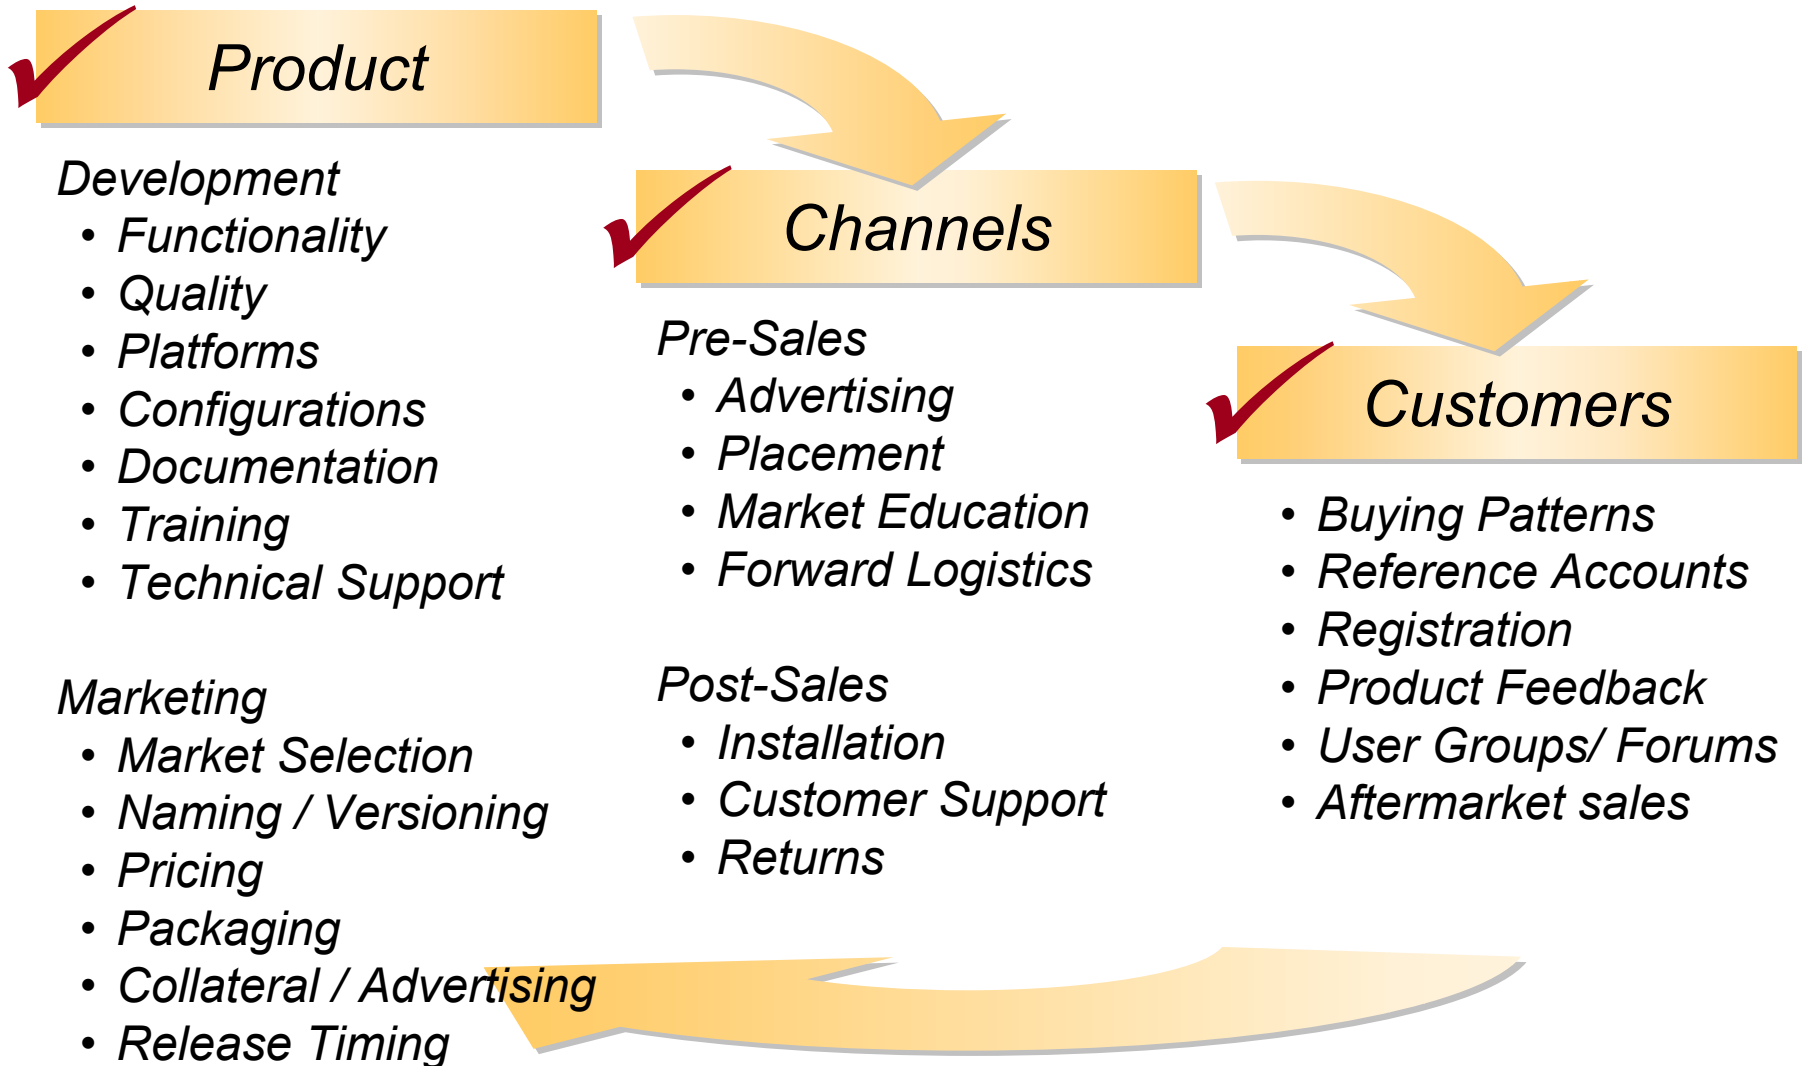 Product
Development
• Functionality
• Quality
• Platforms
• Configurations
• Documentation
• Training
• Technical Support
Marketing
• Market Selection
• Naming / Versioning
• Pricing
• Packaging
• Collateral / Advertising
• Release Timing
Channels
Pre-Sales
• Advertising
• Placement
• Market Education
• Forward Logistics
Post-Sales
• Installation
• Customer Support
• Returns
Customers
• Buying Patterns
• Reference Accounts
• Registration
• Product Feedback
• User Groups/ Forums
• Aftermarket sales